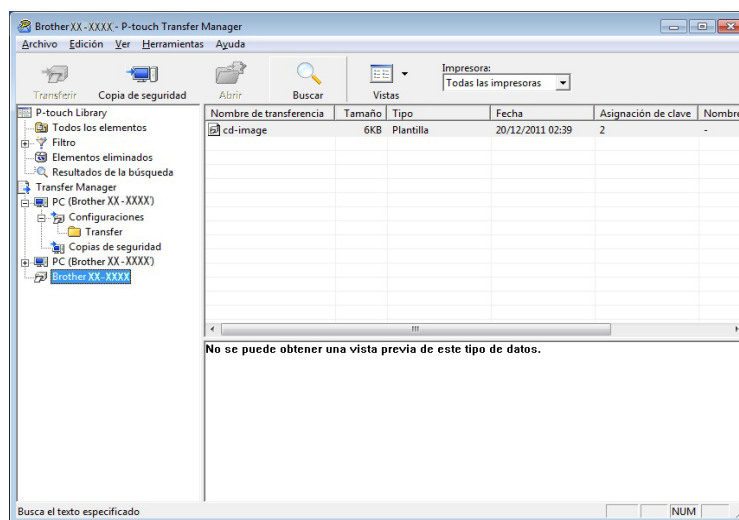 Brother XX-XXXX - P-touch Transfer Manager
Archivo Edición Ver Herramientas Ayuda
Transferir Copia de seguridad Abrir Buscar Vistas
Impresora:
Todas las impresoras
P-touch Library
Todos los elementos
Filtro
Elementos eliminados
Resultados de la búsqueda
Transfer Manager
PC (Brother XX-XXXX)
Configuraciones
Transfer
Copias de seguridad
PC (Brother XX-XXXX)
Brother XX-XXXX
Nombre de transferencia Tamaño Tipo Fecha Asignación de clave Nombre
cd-image 6KB Plantilla 20/12/2011 02:39 2 -
No se puede obtener una vista previa de este tipo de datos.
Busca el texto especificado NUM